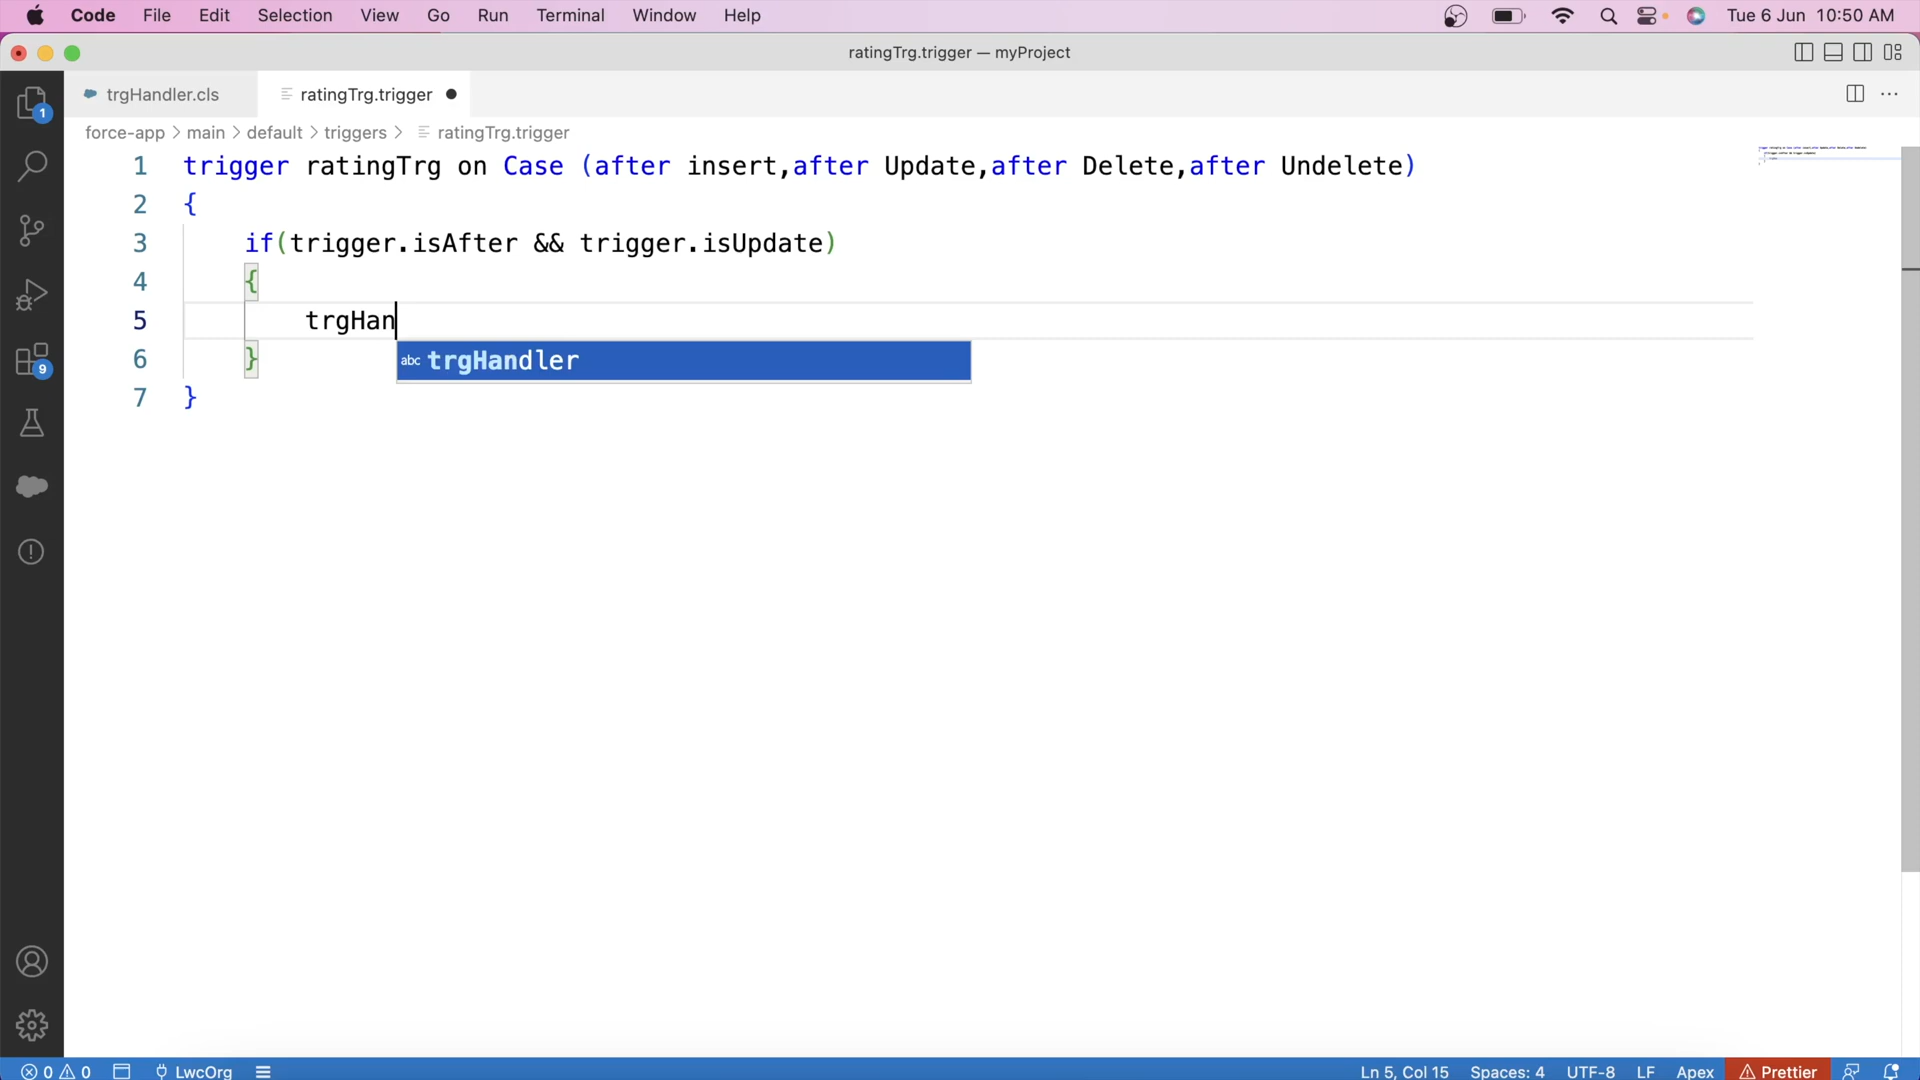 Code File Edit Selection View Go Run Terminal Window Help Tue 6 Jun 10:50 AM
ratingTrg.trigger — myProject
trgHandler.cls ratingTrg.trigger
force-app > main > default > triggers > ratingTrg.trigger
1 trigger ratingTrg on Case (after insert,after Update,after Delete,after Undelete)
2 {
3 if(trigger.isAfter && trigger.isUpdate)
4 {
5 trgHan
abc trgHandler
6 }
7 }
1
9
0 0 LwcOrg Ln 5, Col 15 Spaces: 4 UTF-8 LF Apex Prettier